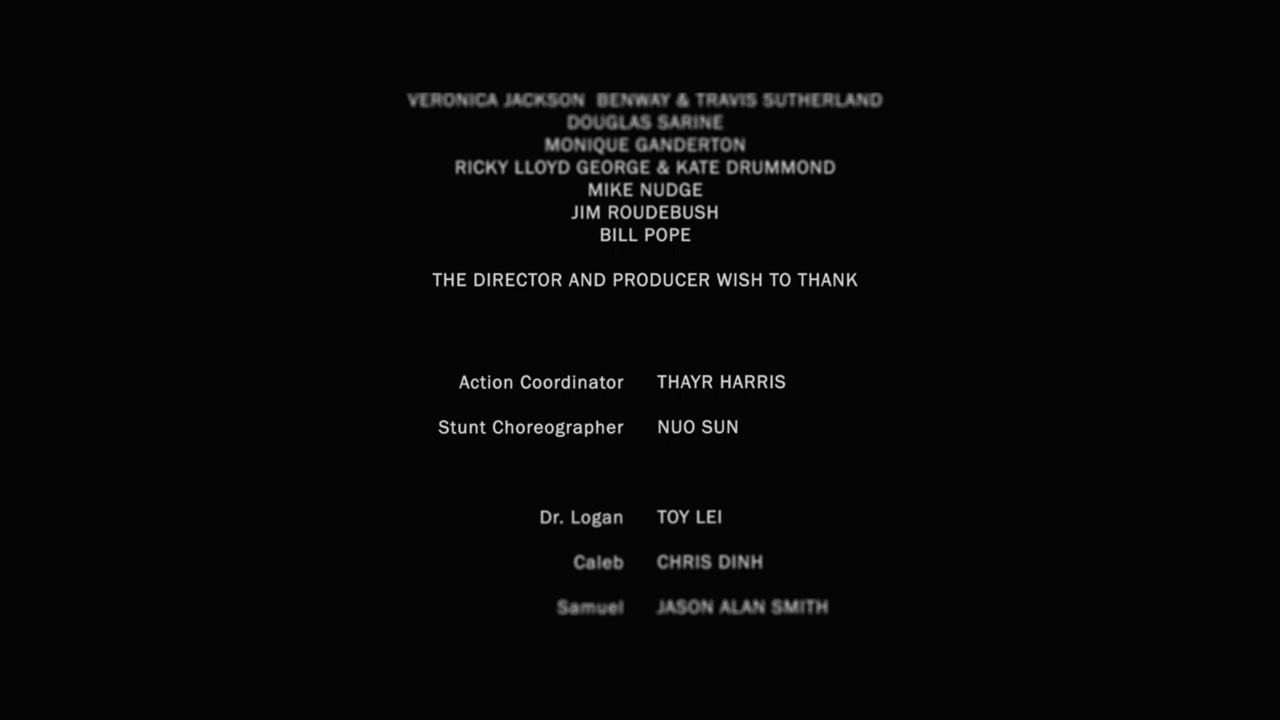 VERONICA JACKSON BENWAY & TRAVIS SUTHERLAND
DOUGLAS SARINE
MONIQUE GANDERTON
RICKY LLOYD GEORGE & KATE DRUMMOND
MIKE NUDGE
JIM ROUDEBUSH
BILL POPE
THE DIRECTOR AND PRODUCER WISH TO THANK
Action Coordinator THAYR HARRIS
Stunt Choreographer NUO SUN
Dr. Logan TOY LEI
Caleb CHRIS DINH
Samuel JASON ALAN SMITH